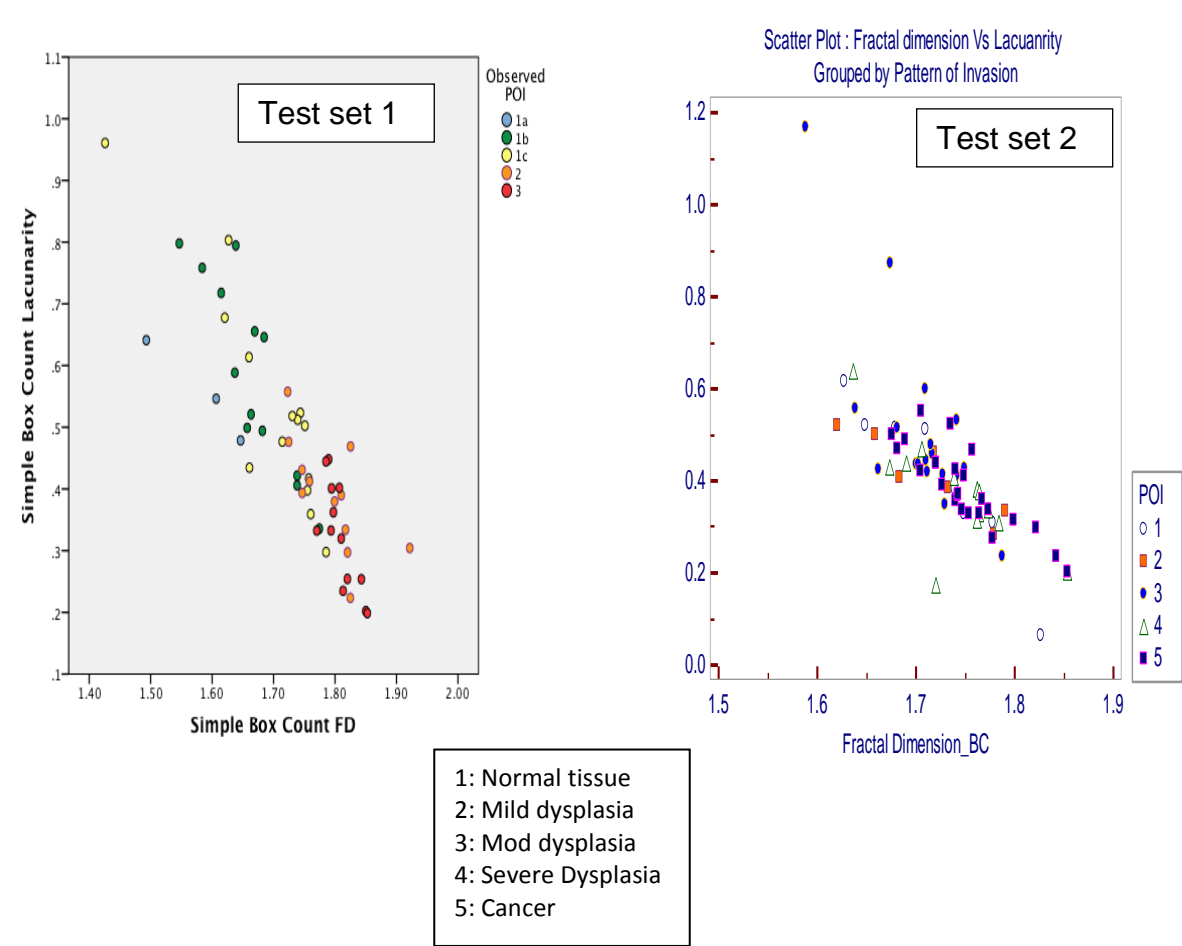 Test set 1
1.1
1.0
.9
.8
.7
.6
.5
.4
.3
.2
.1
Simple Box Count Lacunarity
1.40 1.50 1.60 1.70 1.80 1.90 2.00
Simple Box Count FD
Observed
POI
1a
1b
1c
2
3
Scatter Plot : Fractal dimension Vs Lacuanrity
Grouped by Pattern of Invasion
Test set 2
1.2
1.0
0.8
0.6
0.4
0.2
0.0
1.5 1.6 1.7 1.8 1.9
Fractal Dimension_BC
POI
1
2
3
4
5
1: Normal tissue
2: Mild dysplasia
3: Mod dysplasia
4: Severe Dysplasia
5: Cancer